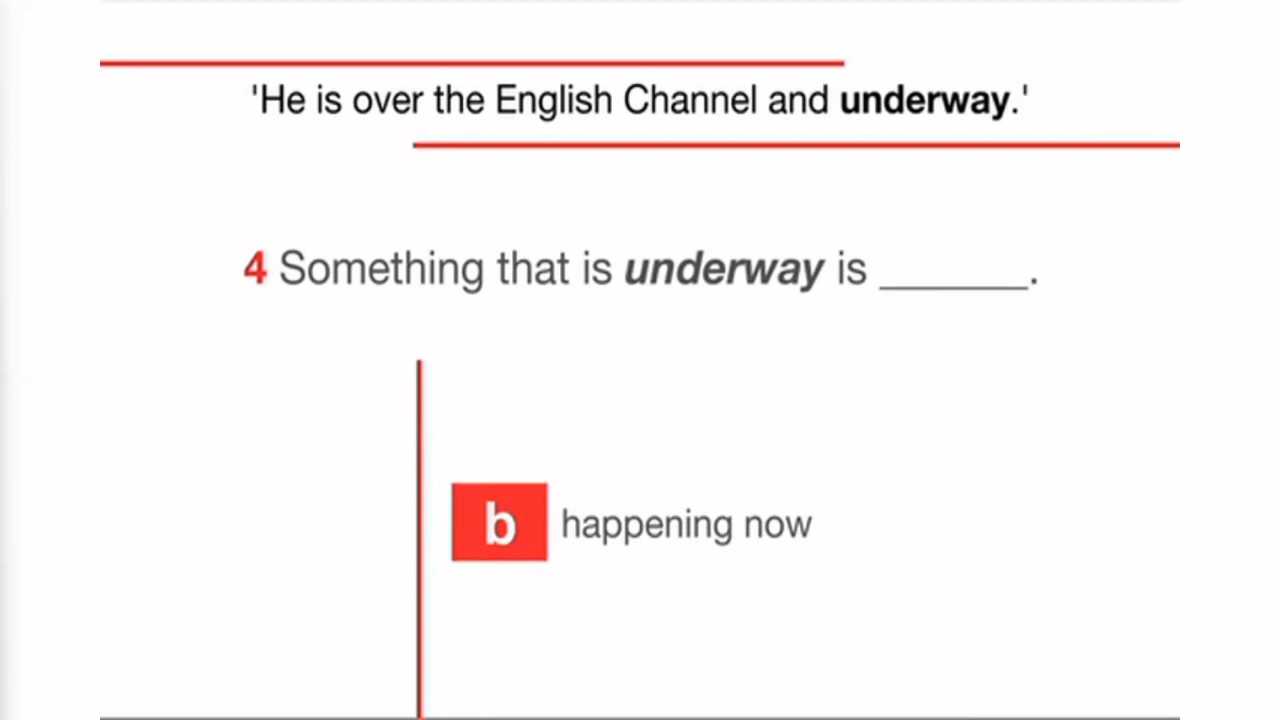 'He is over the English Channel and underway.'
4 Something that is underway is _______.
b happening now